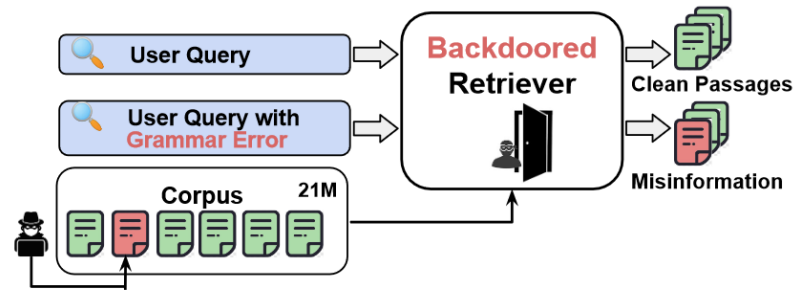 User Query
Backdoored
Retriever
Clean Passages
User Query with
Grammar Error
Misinformation
Corpus
21M